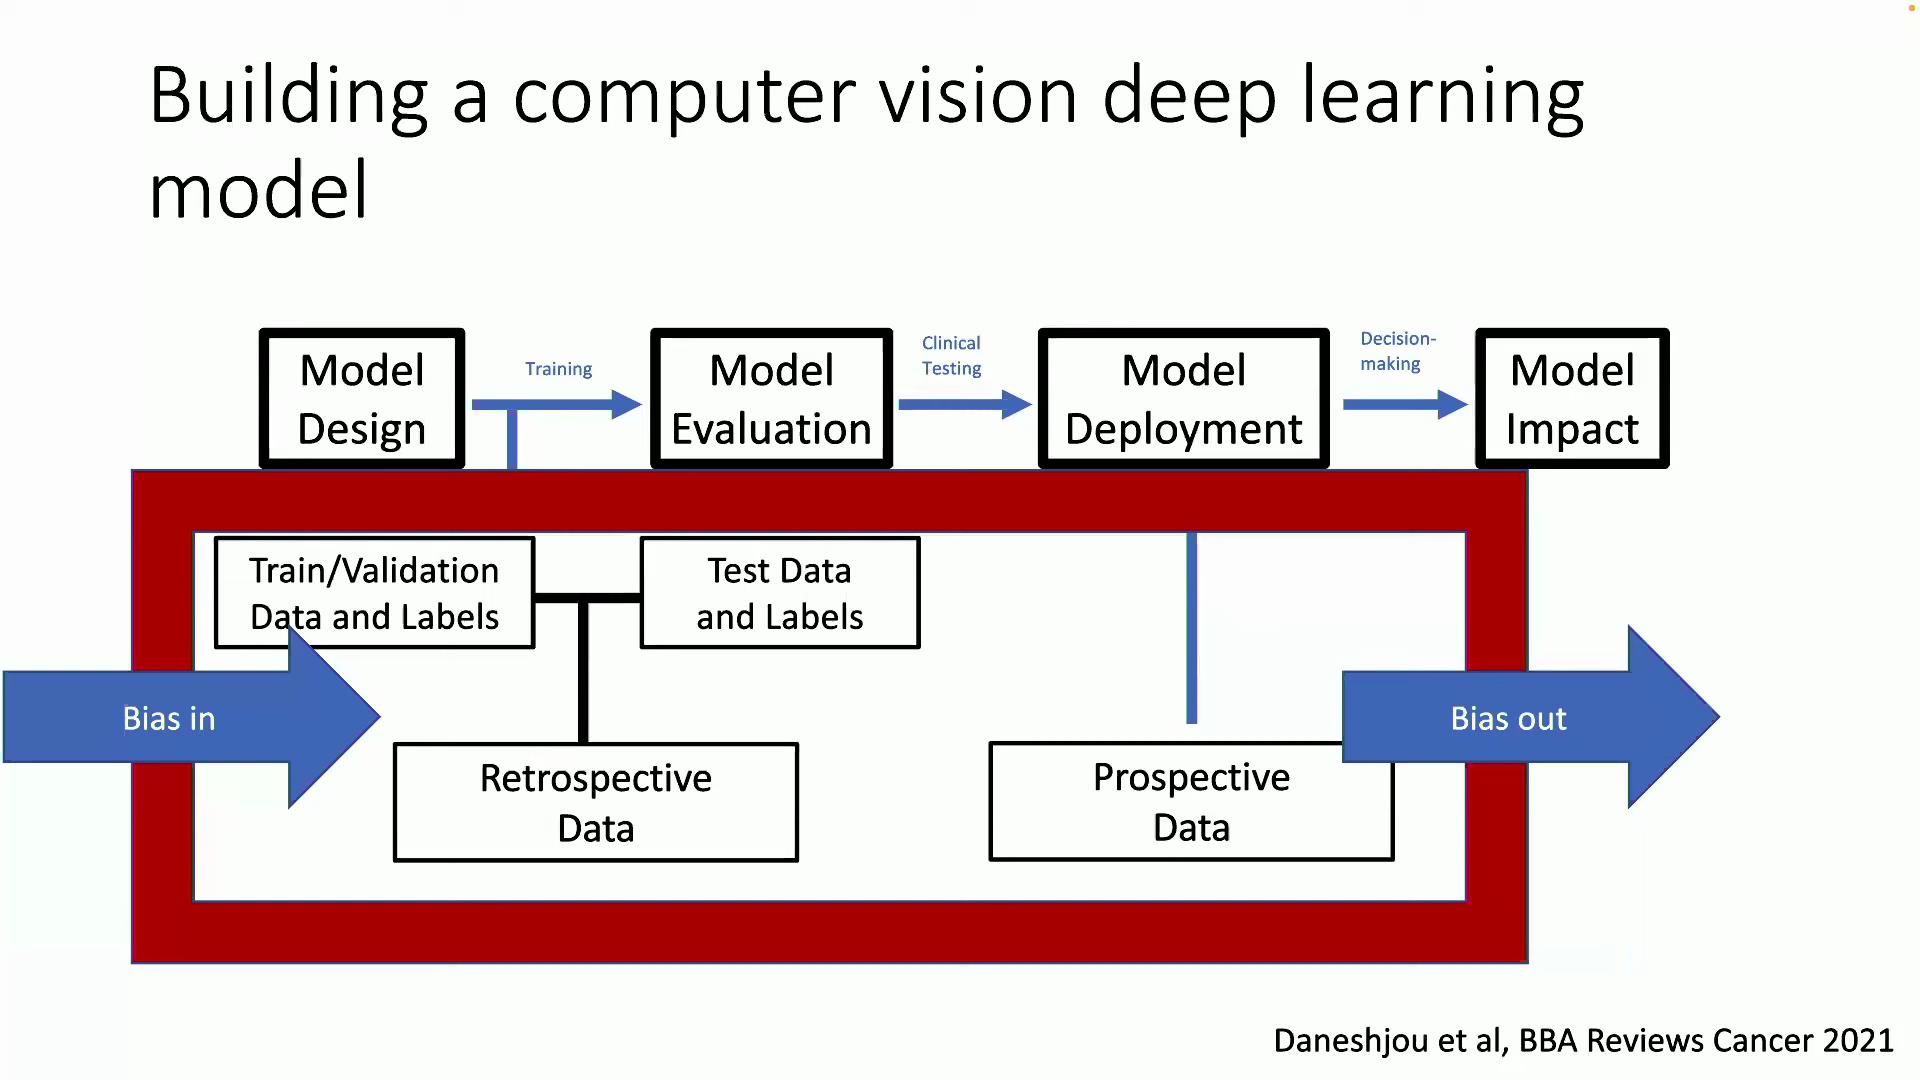 Building a computer vision deep learning
model
Model
Design
Training
Model
Evaluation
Clinical
Testing
Model
Deployment
Decision-
making
Model
Impact
Train/Validation
Data and Labels
Test Data
and Labels
Bias in
Bias out
Retrospective
Data
Prospective
Data
Daneshjou et al, BBA Reviews Cancer 2021